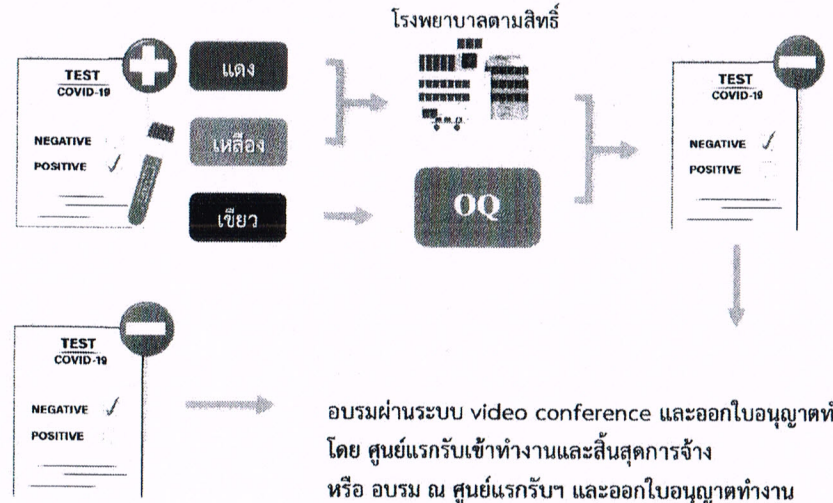 โรงพยาบาลตามสิทธิ์
TEST
COVID-19
NEGATIVE
POSITIVE ✓
แดง
เหลือง
เขียว
OQ
TEST
COVID-19
NEGATIVE ✓
POSITIVE
TEST
COVID-19
NEGATIVE ✓
POSITIVE
อบรมผ่านระบบ video conference และออกใบอนุญาตทำ
โดย ศูนย์แรกรับเข้าทำงานและสิ้นสุดการจ้าง
หรือ อบรม ณ ศูนย์แรกรับฯ และออกใบอนุญาตทำงาน